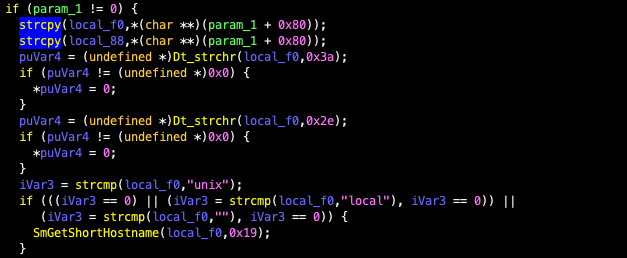 if (param_1 != 0) {
strcpy(local_f0,*(char **)(param_1 + 0x80));
strcpy(local_88,*(char **)(param_1 + 0x80));
puVar4 = (undefined *)Dt_strchr(local_f0,0x3a);
if (puVar4 != (undefined *)0x0) {
*puVar4 = 0;
}
puVar4 = (undefined *)Dt_strchr(local_f0,0x2e);
if (puVar4 != (undefined *)0x0) {
*puVar4 = 0;
}
iVar3 = strcmp(local_f0,"unix");
if (((iVar3 == 0) || (iVar3 = strcmp(local_f0,"local"), iVar3 == 0)) ||
(iVar3 = strcmp(local_f0,""), iVar3 == 0)) {
SmGetShortHostname(local_f0,0x19);
}